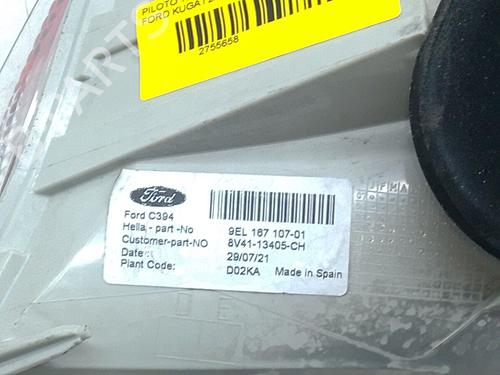 PILOTO
FORD KUGA
2755658
Ford
Ford C394
Hella - part -No 9EL 167 107-01
Customer-part-NO 8V41-13405-CH
Date: 29/07/21
Plant Code: D02KA Made in Spain